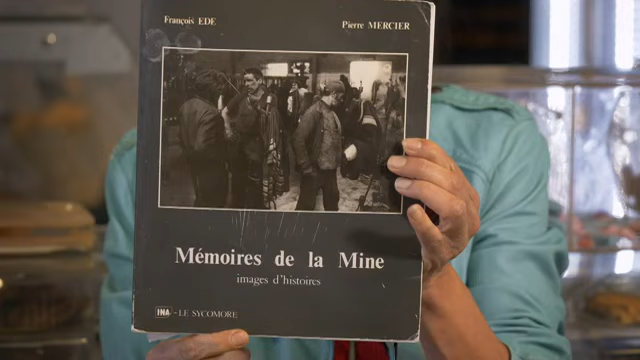 François EDE
Pierre MERCIER
Mémoires de la Mine
images d'histoires
INA - LE SYCOMORE